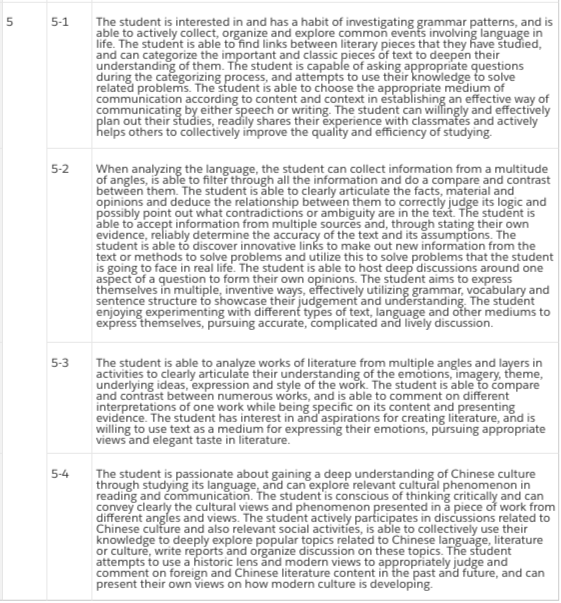 5
5-1
The student is interested in and has a habit of investigating grammar patterns, and is
able to actively collect, organize and explore common events involving language in
life. The student is able to find links between literary pieces that they have studied,
and can categorize the important and classic pieces of text to deepen their
understanding of them. The student is capable of asking appropriate questions
during the categorizing process, and attempts to use their knowledge to solve
related problems. The student is able to choose the appropriate medium of
communication according to content and context in establishing an effective way of
communicating by either speech or writing. The student can willingly and effectively
plan out their studies, readily shares their experience with classmates and actively
helps others to collectively improve the quality and efficiency of studying.
5-2
When analyzing the language, the student can collect information from a multitude
of angles, is able to filter through all the information and do a compare and contrast
between them. The student is able to clearly articulate the facts, material and
opinions and deduce the relationship between them to correctly judge its logic and
possibly point out what contradictions or ambiguity are in the text. The student is
able to accept information from multiple sources and, through stating their own
evidence, reliably determine the accuracy of the text and its assumptions. The
student is able to discover innovative links to make out new information from the
text or methods to solve problems and utilize this to solve problems that the student
is going to face in real life. The student is able to host deep discussions around one
aspect of a question to form their own opinions. The student aims to express
themselves in multiple, inventive ways, effectively utilizing grammar, vocabulary and
sentence structure to showcase their judgement and understanding. The student
enjoying experimenting with different types of text, language and other mediums to
express themselves, pursuing accurate, complicated and lively discussion.
5-3
The student is able to analyze works of literature from multiple angles and layers in
activities to clearly articulate their understanding of the emotions, imagery, theme,
underlying ideas, expression and style of the work. The student is able to compare
and contrast between numerous works, and is able to comment on different
interpretations of one work while being specific on its content and presenting
evidence. The student has interest in and aspirations for creating literature, and is
willing to use text as a medium for expressing their emotions, pursuing appropriate
views and elegant taste in literature.
5-4
The student is passionate about gaining a deep understanding of Chinese culture
through studying its language, and can explore relevant cultural phenomenon in
reading and communication. The student is conscious of thinking critically and can
convey clearly the cultural views and phenomenon presented in a piece of work from
different angles and views. The student actively participates in discussions related to
Chinese culture and also relevant social activities, is able to collectively use their
knowledge to deeply explore popular topics related to Chinese language, literature
or culture, write reports and organize discussion on these topics. The student
attempts to use a historic lens and modern views to appropriately judge and
comment on foreign and Chinese literature content in the past and future, and can
present their own views on how modern culture is developing.